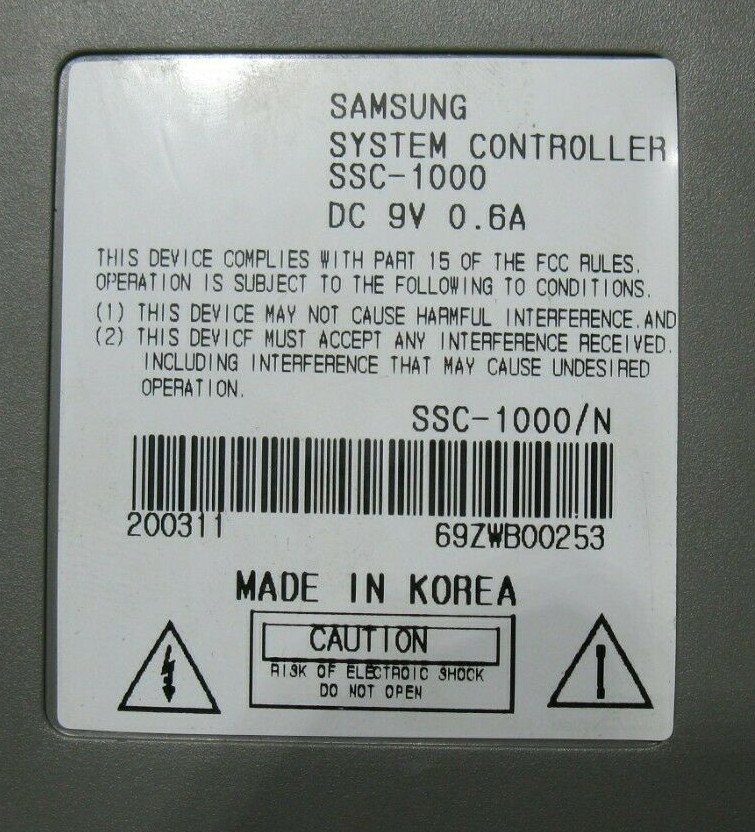 SAMSUNG
SYSTEM CONTROLLER
SSC-1000
DC 9V 0.6A
THIS DEVICE COMPLIES WITH PART 15 OF THE FCC RULES.
OPERATION IS SUBJECT TO THE FOLLOWING TO CONDITIONS.
(1) THIS DEVICE MAY NOT CAUSE HARMFUL INTERFERENCE.AND
(2) THIS DEVICF MUST ACCEPT ANY INTERFERENCE RECEIVED.
INCLUDING INTERFERENCE THAT MAY CAUSE UNDESIRED
OPERATION.
SSC-1000/N
200311 69ZWB00253
MADE IN KOREA
CAUTION
RISK OF ELECTROIC SHOCK
DO NOT OPEN